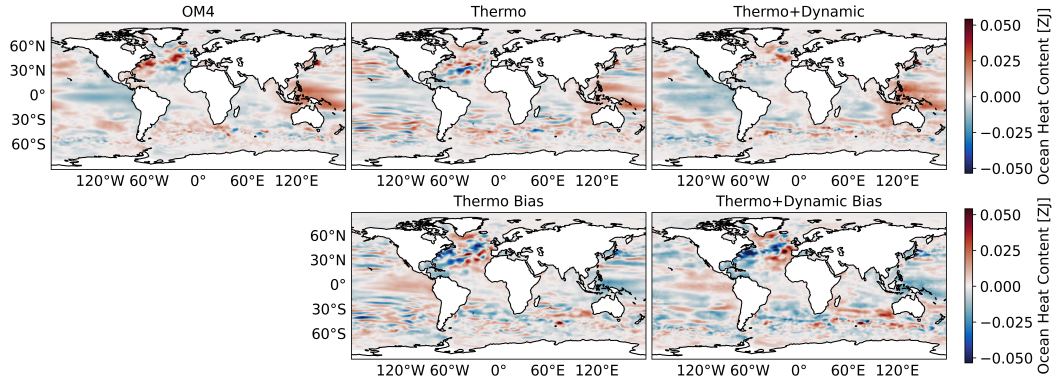 OM4 Thermo Thermo+Dynamic
60°N
30°N
0°
30°S
60°S
120°W 60°W 0° 60°E 120°E 120°W 60°W 0° 60°E 120°E 120°W 60°W 0° 60°E 120°E
0.050
0.025
0.000
−0.025
−0.050
Ocean Heat Content [ZJ]
Thermo Bias Thermo+Dynamic Bias
60°N
30°N
0°
30°S
60°S
120°W 60°W 0° 60°E 120°E 120°W 60°W 0° 60°E 120°E
0.050
0.025
0.000
−0.025
−0.050
Ocean Heat Content [ZJ]